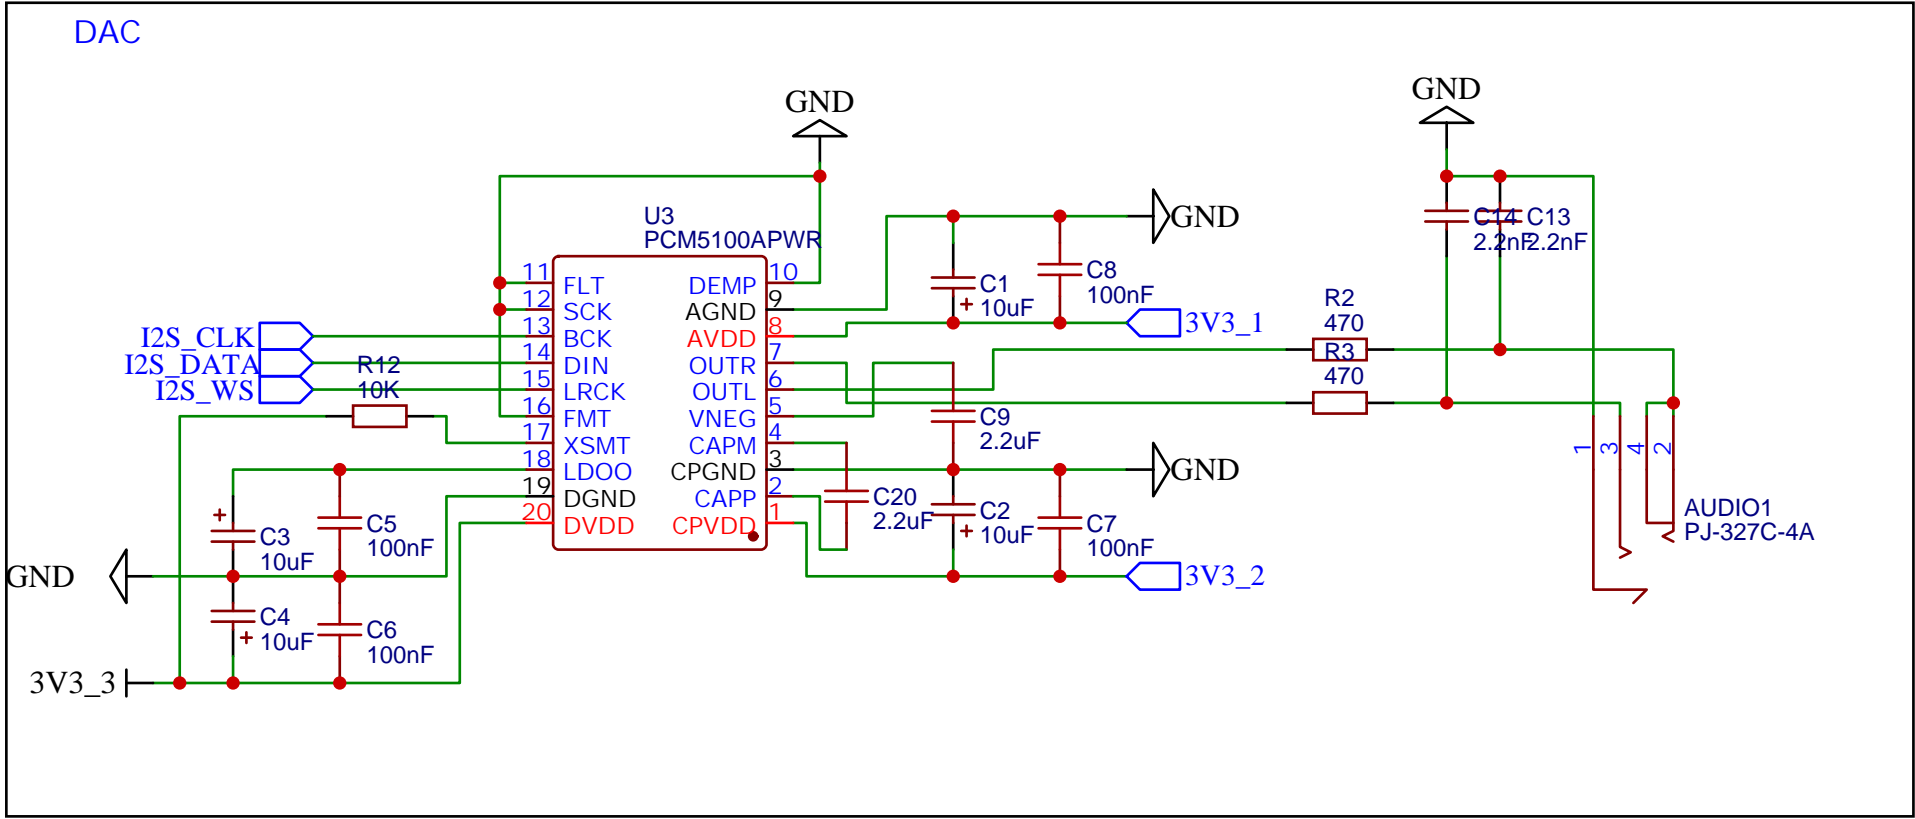 DAC
GND
GND
U3
PCM5100APWR
GND
C14
2.2nF
C13
2.2nF
11
12
13
14
15
16
17
18
19
20
FLT
SCK
BCK
DIN
LRCK
FMT
XSMT
LDOO
DGND
DVDD
DEMP
AGND
AVDD
OUTR
OUTL
VNEG
CAPM
CPGND
CAPP
CPVDD
10
9
8
7
6
5
4
3
2
1
I2S_CLK
I2S_DATA
I2S_WS
R12
10K
C1
10uF
C8
100nF
3V3_1
R2
470
R3
470
C9
2.2uF
GND
C20
2.2uF
C2
10uF
C7
100nF
3V3_2
1
3
4
2
AUDIO1
PJ-327C-4A
C3
10uF
C5
100nF
GND
C4
10uF
C6
100nF
3V3_3